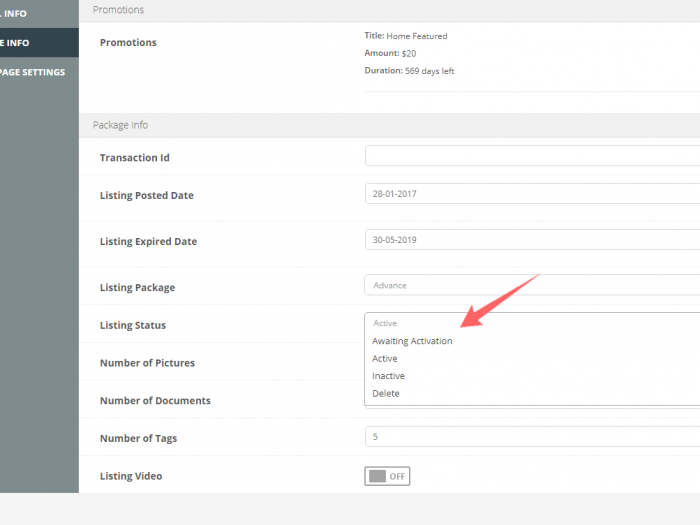 L INFO
E INFO
PAGE SETTINGS
Promotions
Promotions
Title: Home Featured
Amount: $20
Duration: 569 days left
Package Info
Transaction Id
Listing Posted Date
28-01-2017
Listing Expired Date
30-05-2019
Listing Package
Advance
Listing Status
Active
Awaiting Activation
Active
Inactive
Delete
Number of Pictures
Number of Documents
Number of Tags
5
Listing Video
OFF